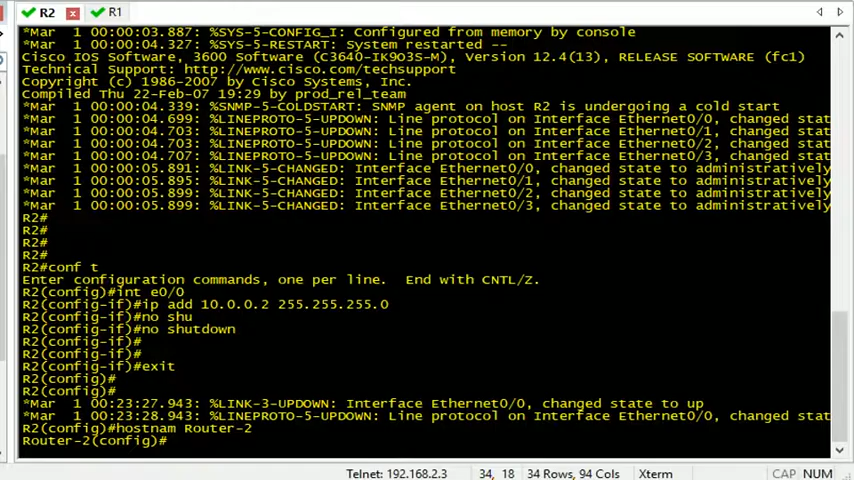 R2 R1
*Mar  1 00:00:03.887: %SYS-5-CONFIG_I: Configured from memory by console
*Mar  1 00:00:04.327: %SYS-5-RESTART: System restarted --
Cisco IOS Software, 3600 Software (C3640-IK9O3S-M), Version 12.4(13), RELEASE SOFTWARE (fc1)
Technical Support: http://www.cisco.com/techsupport
Copyright (c) 1986-2007 by Cisco Systems, Inc.
Compiled Thu 22-Feb-07 19:29 by prod_rel_team
*Mar  1 00:00:04.339: %SNMP-5-COLDSTART: SNMP agent on host R2 is undergoing a cold start
*Mar  1 00:00:04.699: %LINEPROTO-5-UPDOWN: Line protocol on Interface Ethernet0/0, changed stat
*Mar  1 00:00:04.703: %LINEPROTO-5-UPDOWN: Line protocol on Interface Ethernet0/1, changed stat
*Mar  1 00:00:04.703: %LINEPROTO-5-UPDOWN: Line protocol on Interface Ethernet0/2, changed stat
*Mar  1 00:00:04.707: %LINEPROTO-5-UPDOWN: Line protocol on Interface Ethernet0/3, changed stat
*Mar  1 00:00:05.891: %LINK-5-CHANGED: Interface Ethernet0/0, changed state to administratively
*Mar  1 00:00:05.895: %LINK-5-CHANGED: Interface Ethernet0/1, changed state to administratively
*Mar  1 00:00:05.899: %LINK-5-CHANGED: Interface Ethernet0/2, changed state to administratively
*Mar  1 00:00:05.899: %LINK-5-CHANGED: Interface Ethernet0/3, changed state to administratively
R2#
R2#
R2#
R2#
R2#conf t
Enter configuration commands, one per line.  End with CNTL/Z.
R2(config)#int e0/0
R2(config-if)#ip add 10.0.0.2 255.255.255.0
R2(config-if)#no shu
R2(config-if)#no shutdown
R2(config-if)#
R2(config-if)#
R2(config-if)#exit
R2(config)#
R2(config)#
*Mar  1 00:23:27.943: %LINK-3-UPDOWN: Interface Ethernet0/0, changed state to up
*Mar  1 00:23:28.943: %LINEPROTO-5-UPDOWN: Line protocol on Interface Ethernet0/0, changed stat
R2(config)#hostnam Router-2
Router-2(config)#
Telnet: 192.168.2.3 34, 18 34 Rows, 94 Cols Xterm CAP NUM